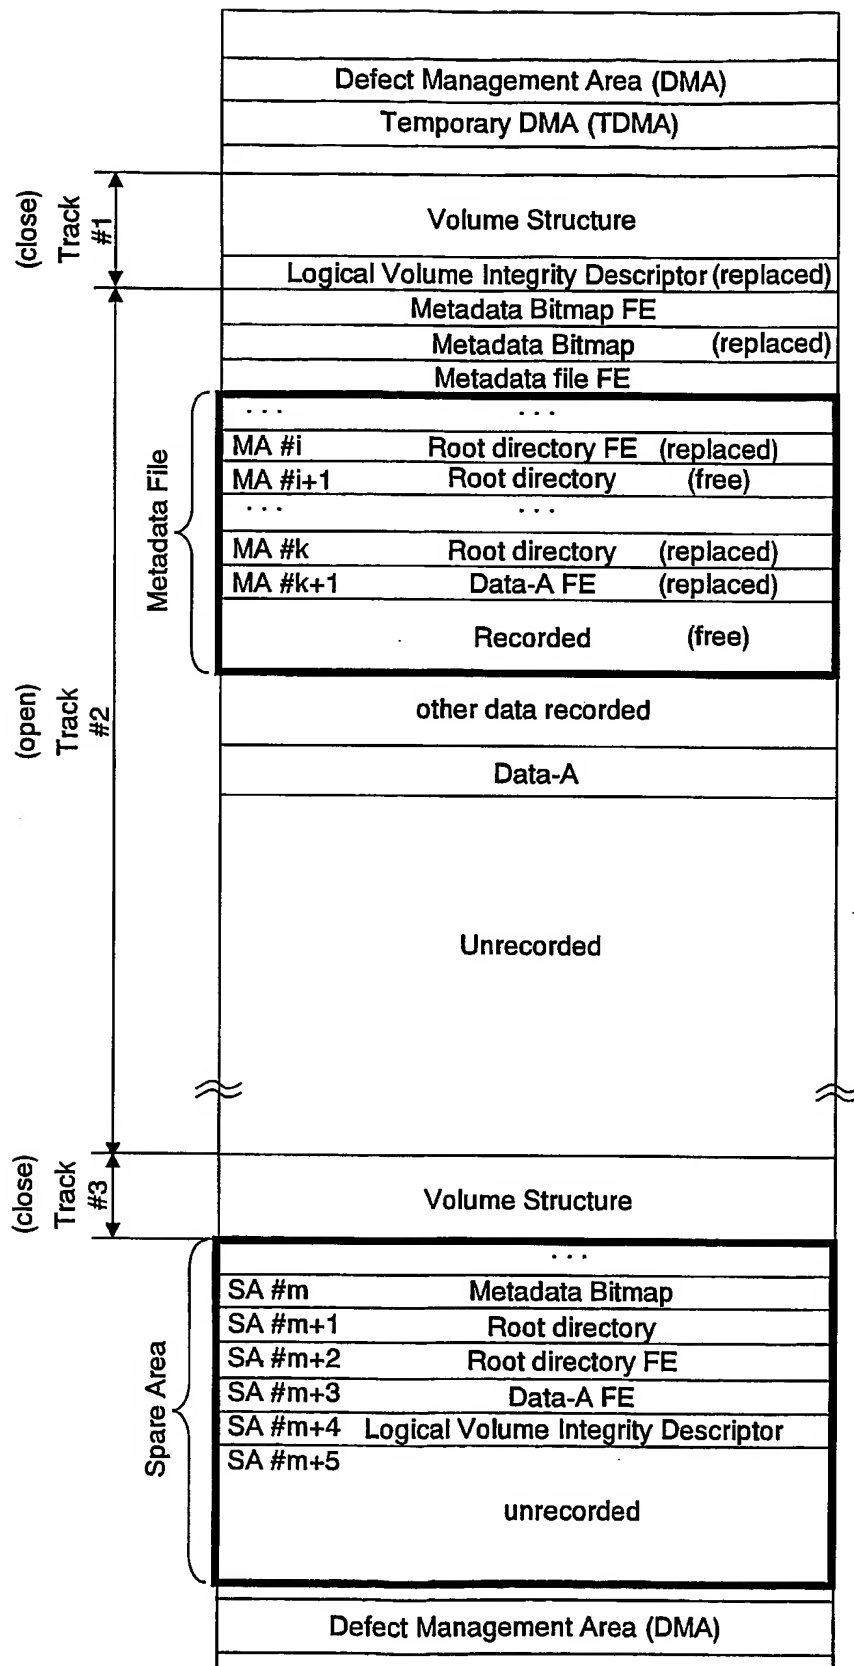 Defect Management Area (DMA)
Temporary DMA (TDMA)
(close)
Track
#1
Volume Structure
Logical Volume Integrity Descriptor (replaced)
Metadata Bitmap FE
Metadata Bitmap (replaced)
Metadata file FE
Metadata File
... ...
MA #i Root directory FE (replaced)
MA #i+1 Root directory (free)
... ...
MA #k Root directory (replaced)
MA #k+1 Data-A FE (replaced)
Recorded (free)
(open)
Track
#2
other data recorded
Data-A
Unrecorded
(close)
Track
#3
Volume Structure
Spare Area
...
SA #m Metadata Bitmap
SA #m+1 Root directory
SA #m+2 Root directory FE
SA #m+3 Data-A FE
SA #m+4 Logical Volume Integrity Descriptor
SA #m+5
unrecorded
Defect Management Area (DMA)